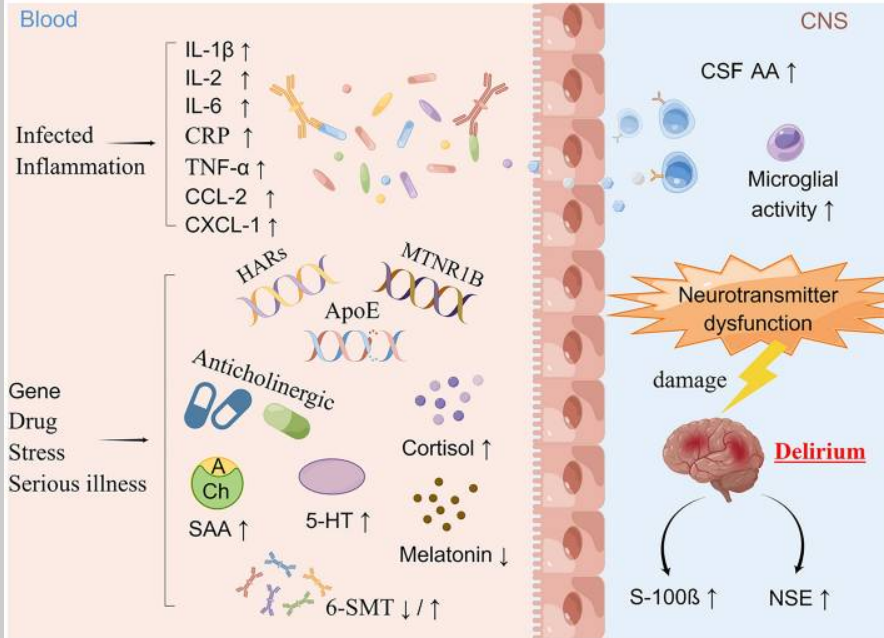 Blood
CNS
IL-1β ↑
IL-2 ↑
IL-6 ↑
CRP ↑
TNF-α ↑
CCL-2 ↑
CXCL-1 ↑
Infected
Inflammation
CSF AA ↑
Microglial
activity ↑
HARs
MTNR1B
ApoE
Neurotransmitter
dysfunction
damage
Delirium
Gene
Drug
Stress
Serious illness
Anticholinergic
Cortisol ↑
A
Ch
SAA ↑
5-HT ↑
Melatonin ↓
6-SMT ↓ / ↑
S-100ß ↑
NSE ↑